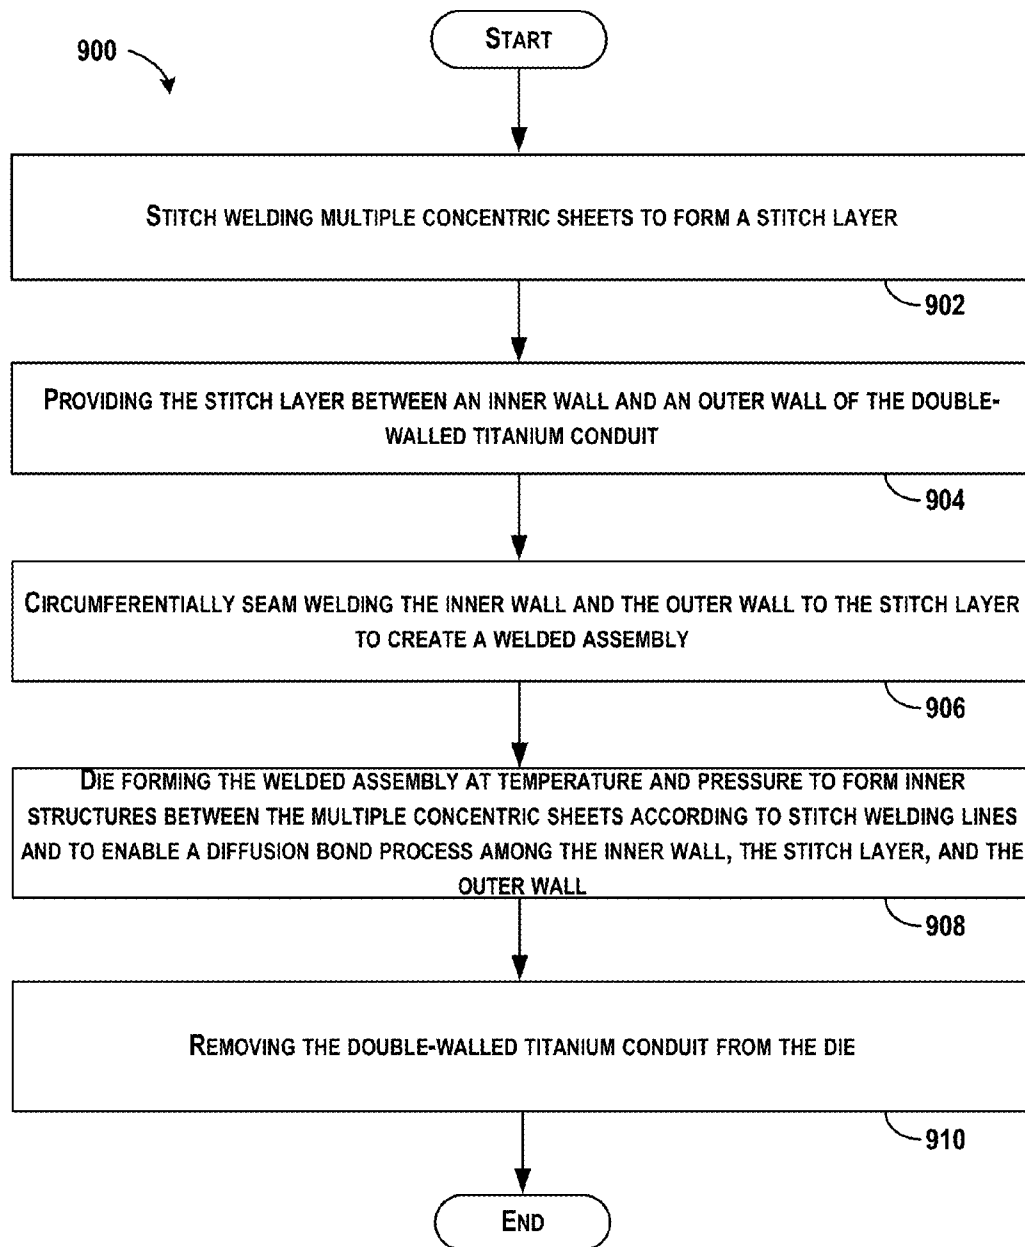 START
900
STITCH WELDING MULTIPLE CONCENTRIC SHEETS TO FORM A STITCH LAYER
902
PROVIDING THE STITCH LAYER BETWEEN AN INNER WALL AND AN OUTER WALL OF THE DOUBLE-
WALLED TITANIUM CONDUIT
904
CIRCUMFERENTIALLY SEAM WELDING THE INNER WALL AND THE OUTER WALL TO THE STITCH LAYER
TO CREATE A WELDED ASSEMBLY
906
DIE FORMING THE WELDED ASSEMBLY AT TEMPERATURE AND PRESSURE TO FORM INNER
STRUCTURES BETWEEN THE MULTIPLE CONCENTRIC SHEETS ACCORDING TO STITCH WELDING LINES
AND TO ENABLE A DIFFUSION BOND PROCESS AMONG THE INNER WALL, THE STITCH LAYER, AND THE
OUTER WALL
908
REMOVING THE DOUBLE-WALLED TITANIUM CONDUIT FROM THE DIE
910
END